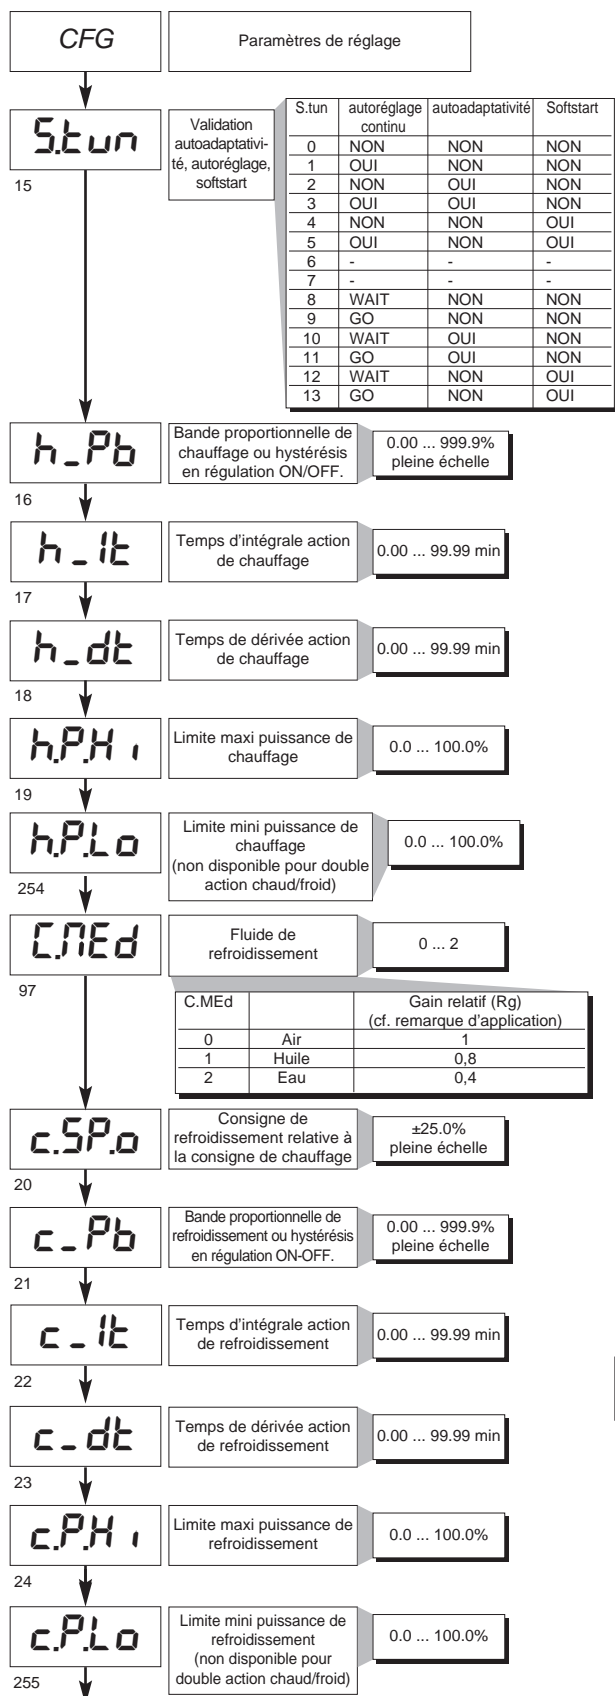 CFG
Paramètres de réglage
S.tun
15
Validation
autoadaptativi-
té, autoréglage,
softstart
S.tun autoréglage continu autoadaptativité Softstart
0 NON NON NON
1 OUI NON NON
2 NON OUI NON
3 OUI OUI NON
4 NON NON OUI
5 OUI NON OUI
6 - - -
7 - - -
8 WAIT NON NON
9 GO NON NON
10 WAIT OUI NON
11 GO OUI NON
12 WAIT NON OUI
13 GO NON OUI
h_Pb
16
Bande proportionnelle de
chauffage ou hystérésis
en régulation ON/OFF.
0.00 ... 999.9%
pleine échelle
h_It
17
Temps d'intégrale action
de chauffage
0.00 ... 99.99 min
h_dt
18
Temps de dérivée action
de chauffage
0.00 ... 99.99 min
h.P.Hi
19
Limite maxi puissance de
chauffage
0.0 ... 100.0%
h.P.Lo
254
Limite mini puissance de
chauffage
(non disponible pour double
action chaud/froid)
0.0 ... 100.0%
C.MEd
97
Fluide de
refroidissement
0 ... 2
C.MEd Gain relatif (Rg)
(cf. remarque d'application)
0 Air 1
1 Huile 0,8
2 Eau 0,4
c.SP.o
20
Consigne de
refroidissement relative à
la consigne de chauffage
±25.0%
pleine échelle
c_Pb
21
Bande proportionnelle de
refroidissement ou hystérésis
en régulation ON-OFF.
0.00 ... 999.9%
pleine échelle
c_It
22
Temps d'intégrale action
de refroidissement
0.00 ... 99.99 min
c_dt
23
Temps de dérivée action
de refroidissement
0.00 ... 99.99 min
c.P.Hi
24
Limite maxi puissance de
refroidissement
0.0 ... 100.0%
c.P.Lo
255
Limite mini puissance de
refroidissement
(non disponible pour
double action chaud/froid)
0.0 ... 100.0%